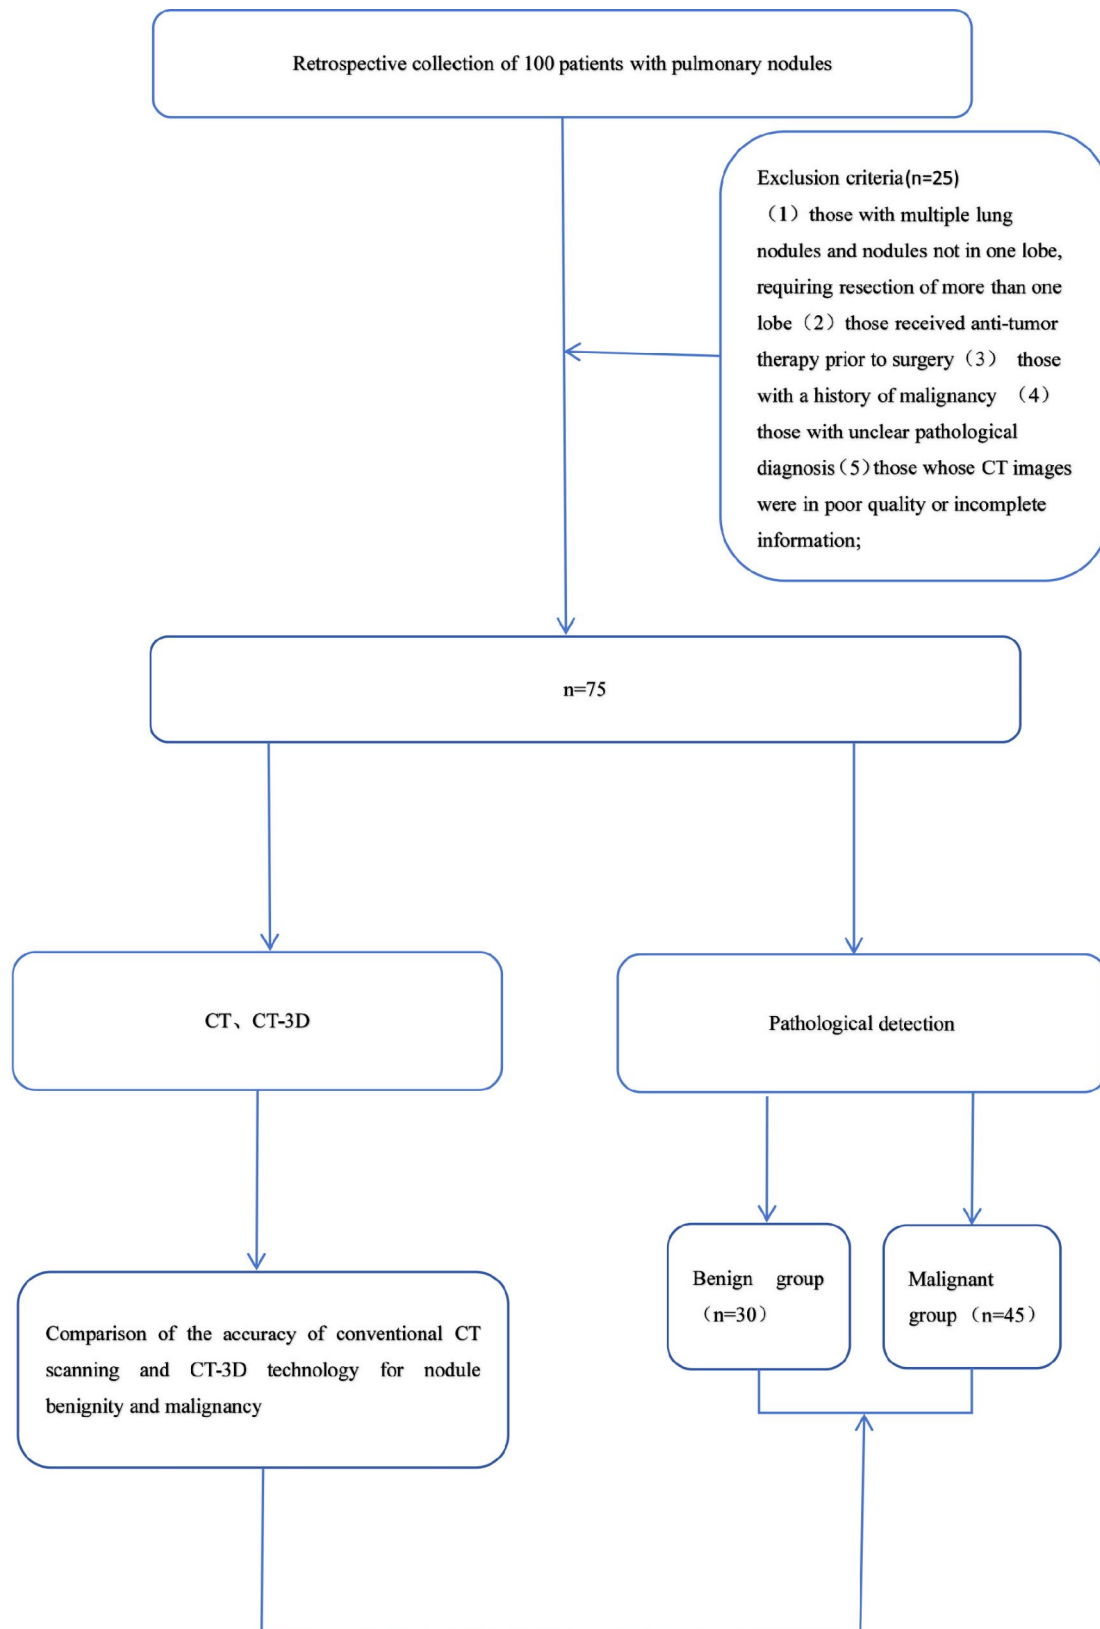 Retrospective collection of 100 patients with pulmonary nodules
Exclusion criteria(n=25)
（1）those with multiple lung
nodules and nodules not in one lobe,
requiring resection of more than one
lobe（2）those received anti-tumor
therapy prior to surgery（3） those
with a history of malignancy （4）
those with unclear pathological
diagnosis（5）those whose CT images
were in poor quality or incomplete
information;
n=75
CT、CT-3D
Pathological detection
Benign group
（n=30）
Malignant
group（n=45）
Comparison of the accuracy of conventional CT
scanning and CT-3D technology for nodule
benignity and malignancy